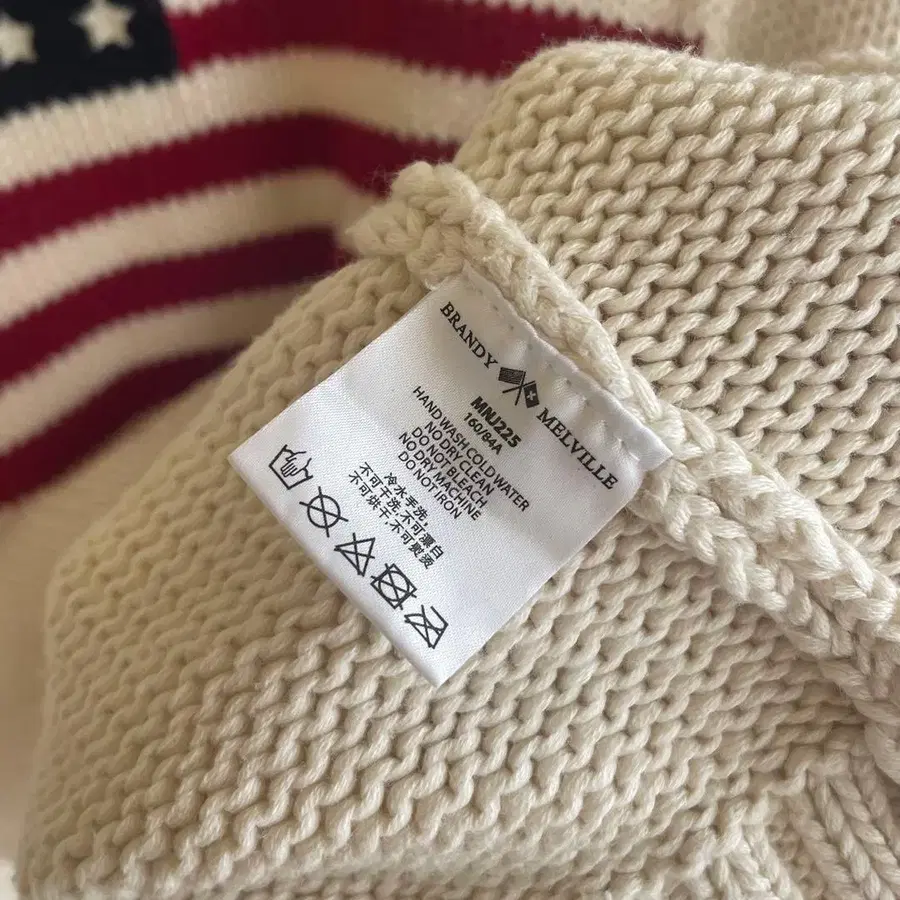 BRANDY MELVILLE
MNJ225
160/84A
HAND WASH COLD WATER
NO DRY CLEAN
DO NOT BLEACH
NO DRY MACHINE
DO NOT IRON
冷水手洗,
不可干洗,不可漂白
不可烘干,不可熨烫